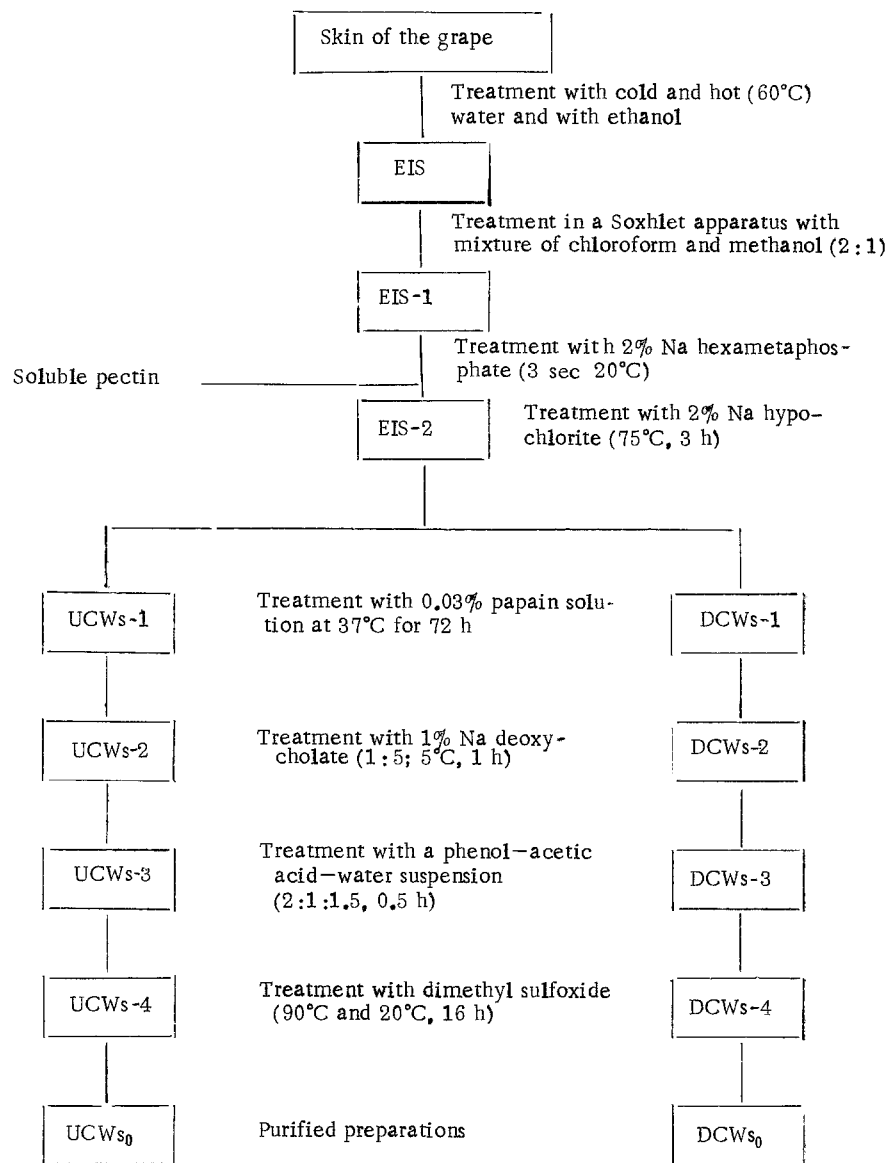 Skin of the grape
Treatment with cold and hot (60°C)
water and with ethanol
EIS
Treatment in a Soxhlet apparatus with
mixture of chloroform and methanol (2:1)
EIS-1
Treatment with 2% Na hexametaphos-
phate (3 sec 20°C)
Soluble pectin
EIS-2
Treatment with 2% Na hypo-
chlorite (75°C, 3 h)
UCWs-1
Treatment with 0.03% papain solu-
tion at 37°C for 72 h
DCWs-1
UCWs-2
Treatment with 1% Na deoxy-
cholate (1:5; 5°C, 1 h)
DCWs-2
UCWs-3
Treatment with a phenol—acetic
acid—water suspension
(2:1:1.5, 0.5 h)
DCWs-3
UCWs-4
Treatment with dimethyl sulfoxide
(90°C and 20°C, 16 h)
DCWs-4
UCWs₀
Purified preparations
DCWs₀